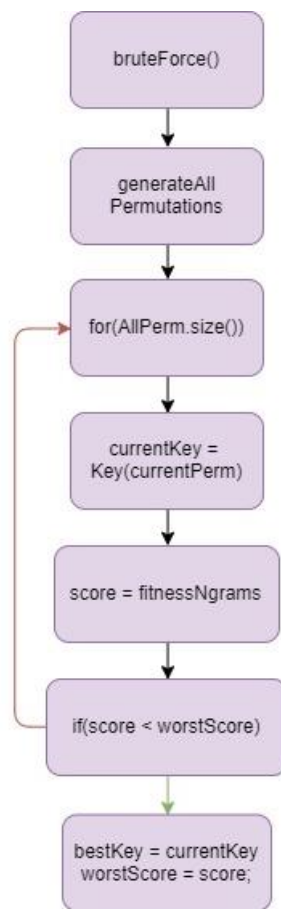 bruteForce()
generateAll
Permutations
for(AllPerm.size())
currentKey =
Key(currentPerm)
score = fitnessNgrams
if(score < worstScore)
bestKey = currentKey
worstScore = score;